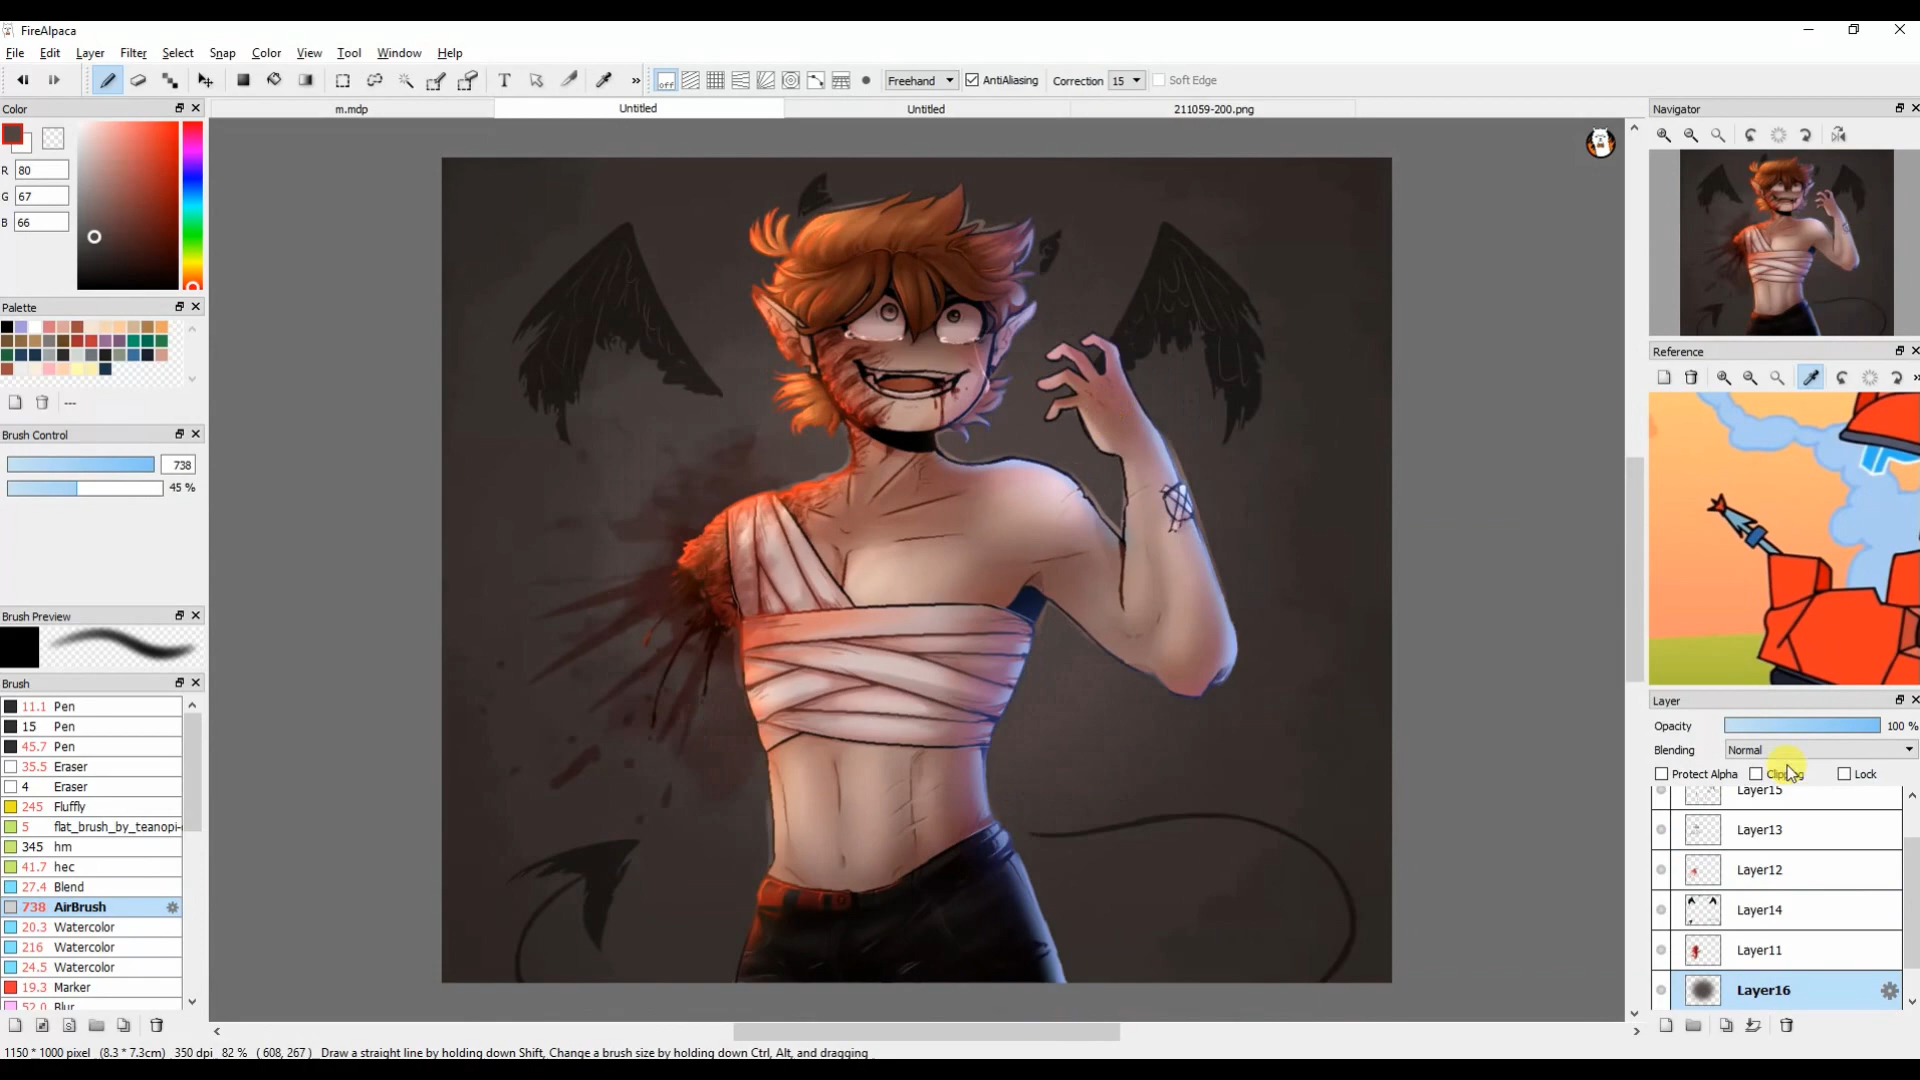 FireAlpaca
File Edit Layer Filter Select Snap Color View Tool Window Help
off Freehand AntiAliasing Correction 15 Soft Edge
Color
m.mdp Untitled Untitled 211059-200.png
Navigator
R 80
G 67
B 66
Palette
---
Reference
Brush Control
738
45 %
Brush Preview
Brush
11.1 Pen
15 Pen
45.7 Pen
35.5 Eraser
4 Eraser
245 Fluffly
5 flat_brush_by_teanopi-
345 hm
41.7 hec
27.4 Blend
738 AirBrush
20.3 Watercolor
216 Watercolor
24.5 Watercolor
19.3 Marker
52.0 Blur
Layer
Opacity 100 %
Blending Normal
Protect Alpha Clipping Lock
Layer15
Layer13
Layer12
Layer14
Layer11
Layer16
1150 * 1000 pixel (8.3 * 7.3cm) 350 dpi 82 % ( 608, 267 ) Draw a straight line by holding down Shift, Change a brush size by holding down Ctrl, Alt, and dragging